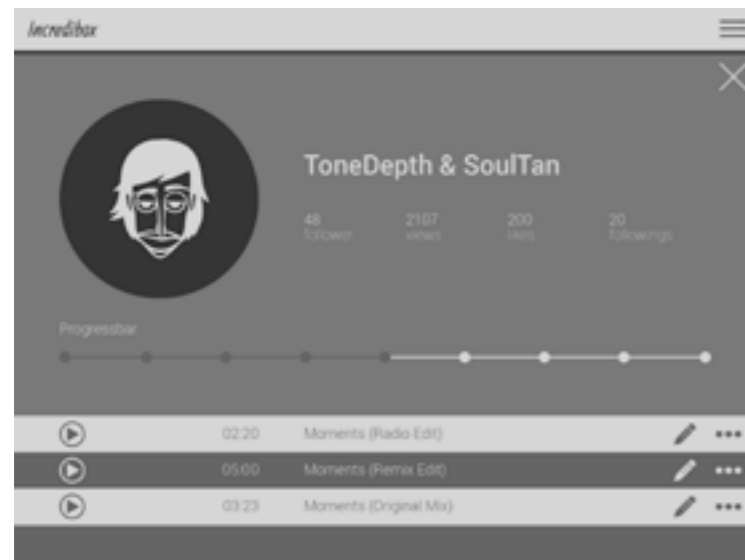 Incredibox
ToneDepth & SoulTan
48 2107 200 20
follower views likes followings
Progressbar
02:20 Moments (Radio Edit)
05:00 Moments (Remix Edit)
03:23 Moments (Original Mix)